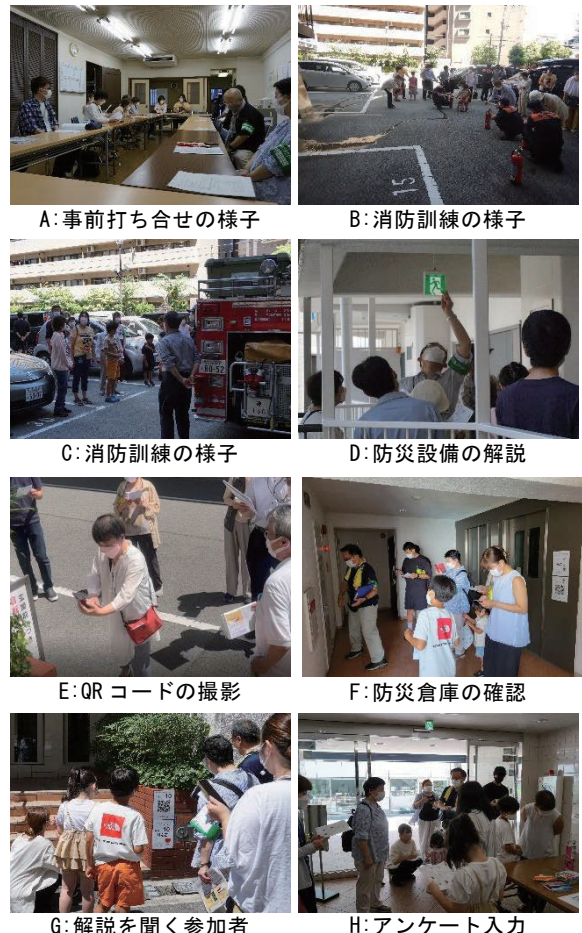 A:事前打ち合せの様子
B:消防訓練の様子
15
C:消防訓練の様子
D:防災設備の解説
E:QRコードの撮影
F:防災倉庫の確認
G:解説を聞く参加者
H:アンケート入力